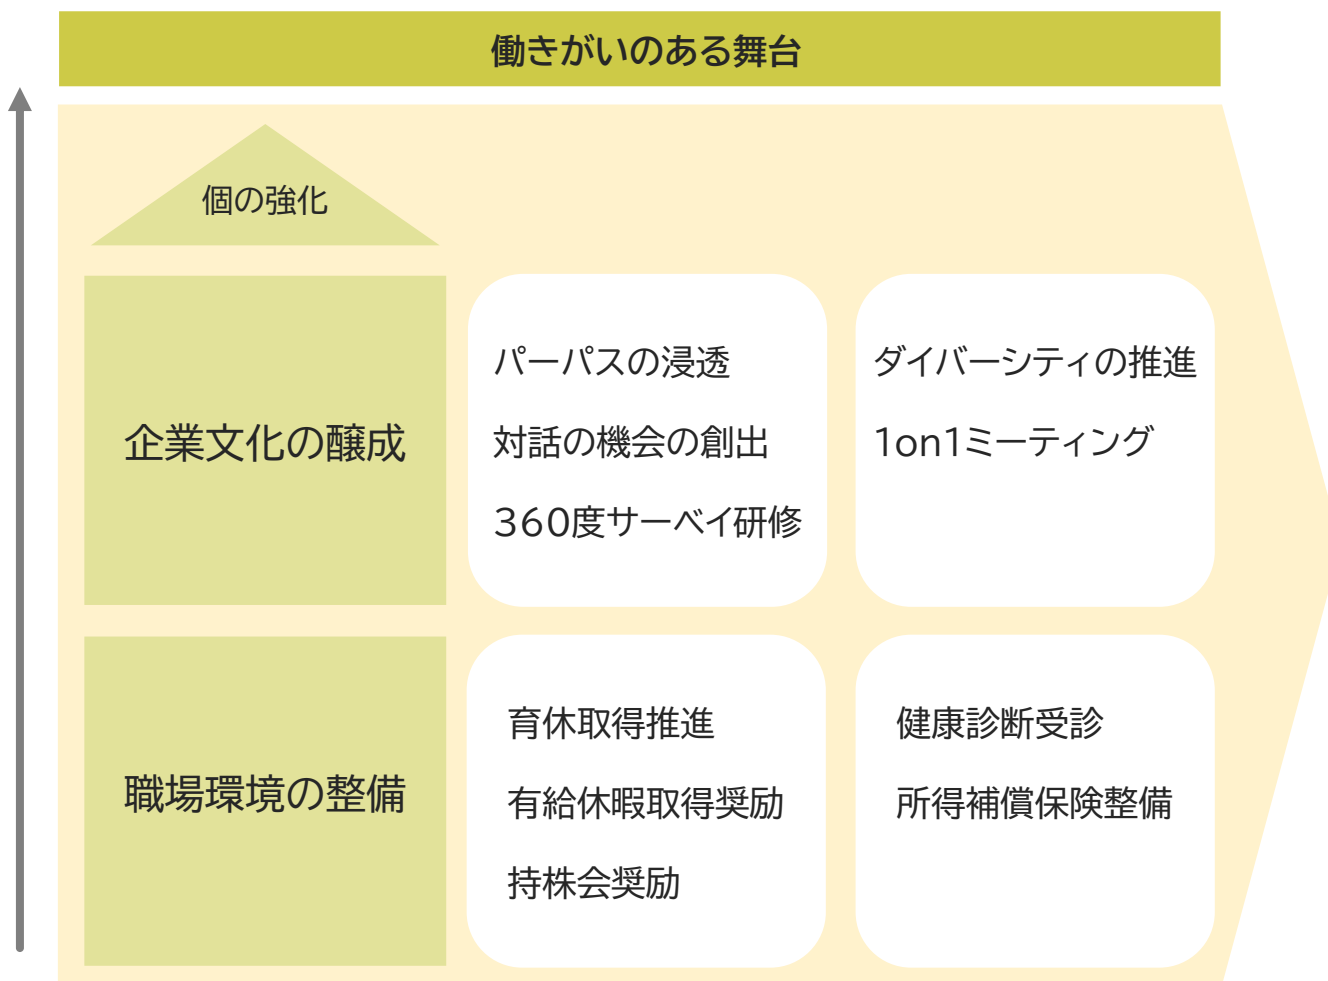 働きがいのある舞台
個の強化
企業文化の醸成
パーパスの浸透
対話の機会の創出
360度サーベイ研修
ダイバーシティの推進
1on1ミーティング
職場環境の整備
育休取得推進
有給休暇取得奨励
持株会奨励
健康診断受診
所得補償保険整備